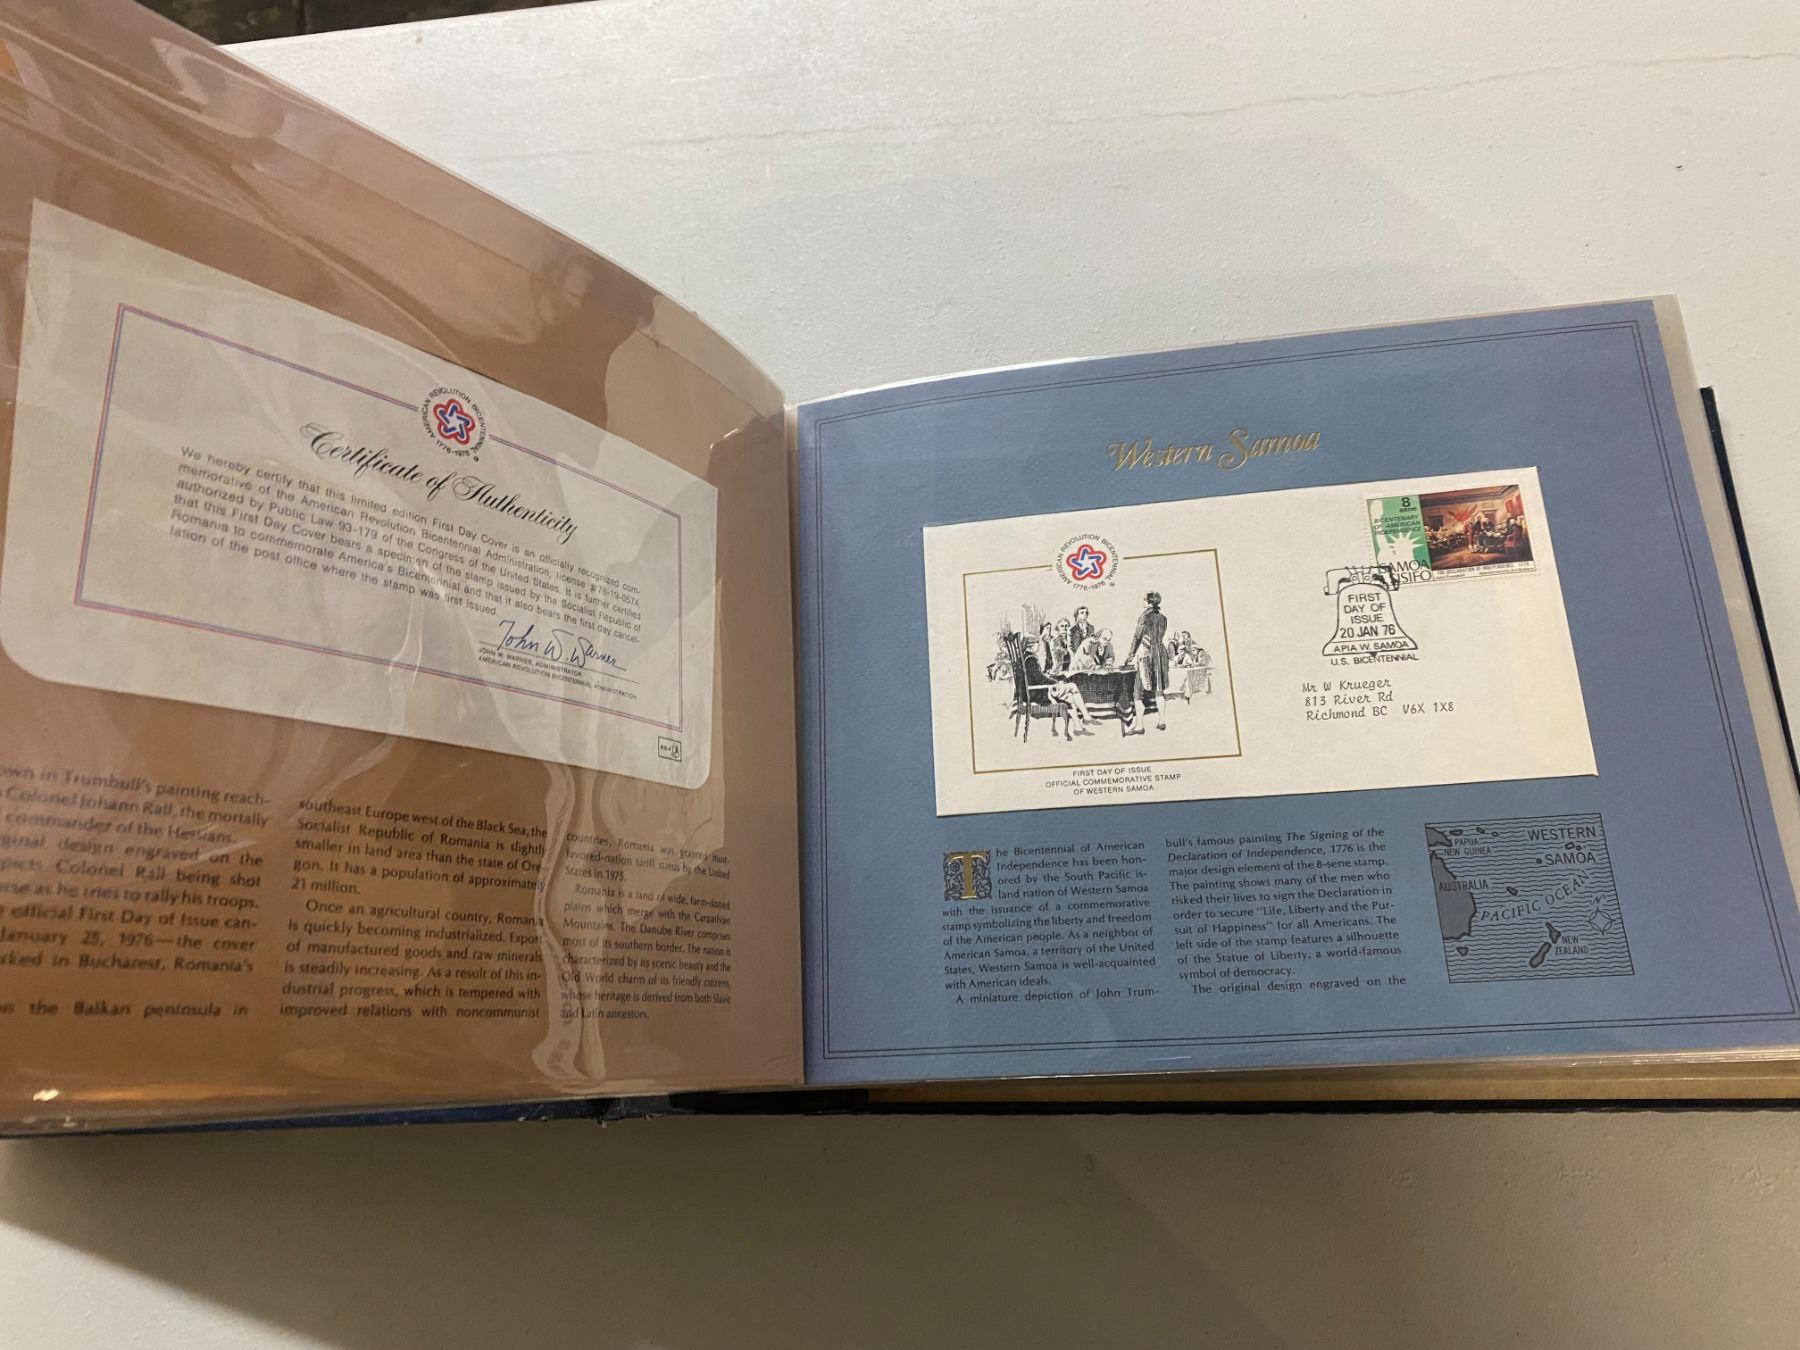 AMERICAN REVOLUTION BICENTENNIAL
1776-1976
Certificate of Authenticity
We hereby certify that this limited edition First Day Cover is an officially recognized com-
memorative of the American Revolution Bicentennial Administration, license #76-19-0574,
authorized by Public Law 93-179 of the Congress of the United States. It is further certified
that this First Day Cover bears a specimen of the stamp issued by the Socialist Republic of
Romania to commemorate America's Bicentennial and that it also bears the first day cancel-
lation of the post office where the stamp was first issued.
John W. Warner
JOHN W. WARNER, ADMINISTRATOR
AMERICAN REVOLUTION BICENTENNIAL ADMINISTRATION
own in Trumbull's painting reach-
Colonel Johann Rall, the mortally
commander of the Hessians.
ginal design engraved on the
picts Colonel Rall being shot
rse as he tries to rally his troops.
official First Day of Issue can-
January 25, 1976—the cover
ked in Bucharest, Romania's
the Balkan peninsula in
southeast Europe west of the Black Sea, the
Socialist Republic of Romania is slightly
smaller in land area than the state of Ore-
gon. It has a population of approximately
21 million.
Once an agricultural country, Romania
is quickly becoming industrialized. Export
of manufactured goods and raw minerals
is steadily increasing. As a result of this in-
dustrial progress, which is tempered with
improved relations with noncommunist
countries, Romania was granted most-
favored-nation tariff status by the United
States in 1975.
Romania is a land of wide, farm-dotted
plains which merge with the Carpathian
Mountains. The Danube River comprises
most of its southern border. The nation is
characterized by its scenic beauty and the
Old World charm of its friendly citizens,
whose heritage is derived from both Slavic
and Latin ancestors.
Western Samoa
AMERICAN REVOLUTION BICENTENNIAL
1776-1976
FIRST DAY OF ISSUE
OFFICIAL COMMEMORATIVE STAMP
OF WESTERN SAMOA
8
sene
BICENTENARY
OF AMERICAN
INDEPENDENCE
SAMOA
I SISIFO
THE DECLARATION OF INDEPENDENCE 1776
FIRST
DAY OF
ISSUE
20 JAN 76
APIA W. SAMOA
U.S. BICENTENNIAL
Mr W Krueger
813 River Rd
Richmond BC V6X 1X8
The Bicentennial of American
Independence has been hon-
ored by the South Pacific is-
land nation of Western Samoa
with the issuance of a commemorative
stamp symbolizing the liberty and freedom
of the American people. As a neighbor of
American Samoa, a territory of the United
States, Western Samoa is well-acquainted
with American ideals.
A miniature depiction of John Trum-
bull's famous painting The Signing of the
Declaration of Independence, 1776 is the
major design element of the 8-sene stamp.
The painting shows many of the men who
risked their lives to sign the Declaration in
order to secure "Life, Liberty and the Pur-
suit of Happiness" for all Americans. The
left side of the stamp features a silhouette
of the Statue of Liberty, a world-famous
symbol of democracy.
The original design engraved on the
WESTERN
SAMOA
PAPUA
NEW GUINEA
AUSTRALIA
PACIFIC OCEAN
NEW
ZEALAND